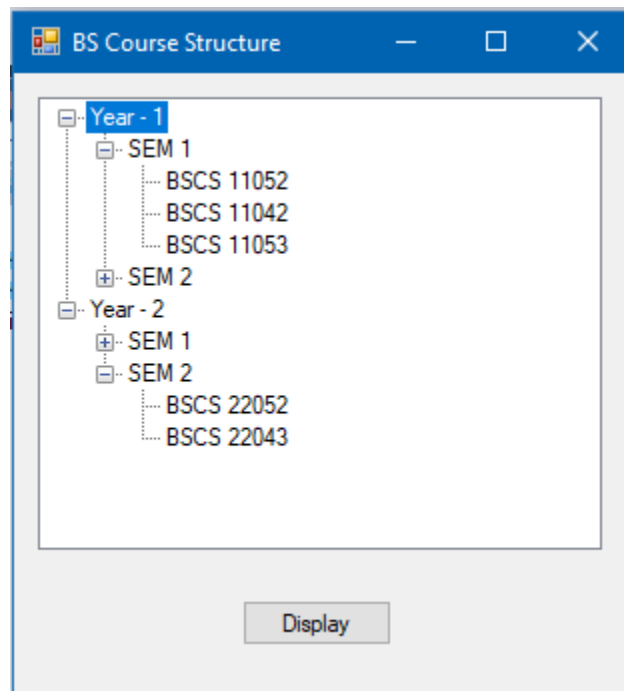 BS Course Structure
Year - 1
SEM 1
BSCS 11052
BSCS 11042
BSCS 11053
SEM 2
Year - 2
SEM 1
SEM 2
BSCS 22052
BSCS 22043
Display